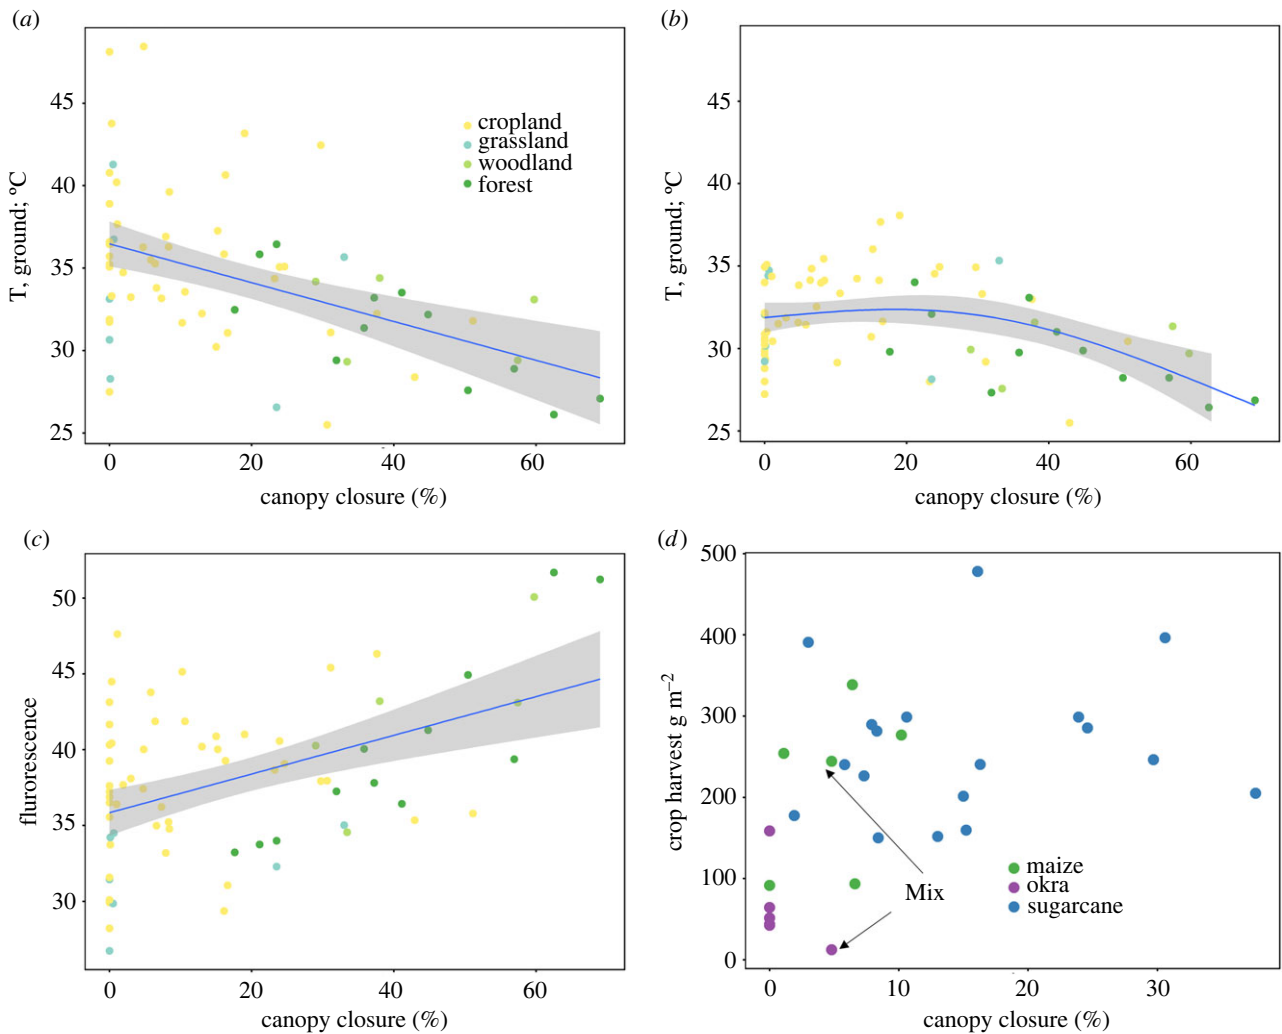 (a)
T, ground; ºC
45
40
35
30
25
cropland
grassland
woodland
forest
0 20 40 60
canopy closure (%)
(b)
T, ground; ºC
45
40
35
30
25
0 20 40 60
canopy closure (%)
(c)
flurorescence
50
45
40
35
30
0 20 40 60
canopy closure (%)
(d)
crop harvest g m⁻²
500
400
300
200
100
0
Mix
maize
okra
sugarcane
0 10 20 30
canopy closure (%)